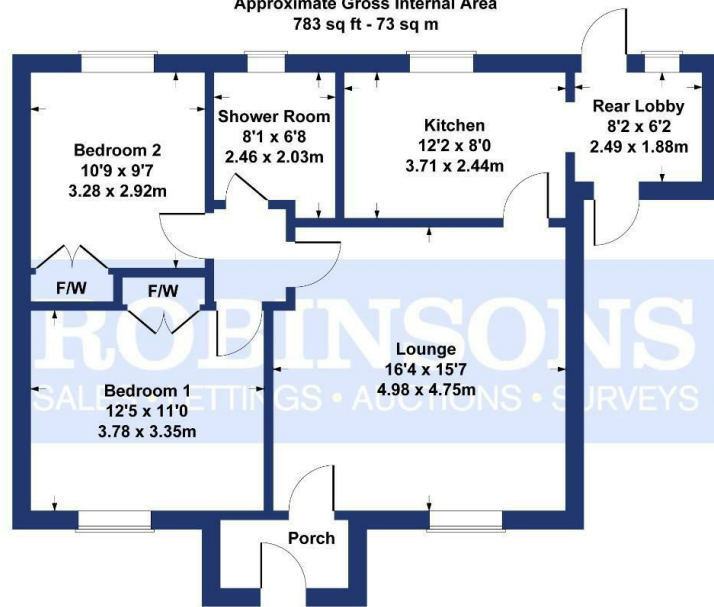 Approximate Gross Internal Area
783 sq ft - 73 sq m
Bedroom 2
10'9 x 9'7
3.28 x 2.92m
Shower Room
8'1 x 6'8
2.46 x 2.03m
Kitchen
12'2 x 8'0
3.71 x 2.44m
Rear Lobby
8'2 x 6'2
2.49 x 1.88m
F/W
F/W
ROBINSONS
SALES • LETTINGS • AUCTIONS • SURVEYS
Lounge
16'4 x 15'7
4.98 x 4.75m
Bedroom 1
12'5 x 11'0
3.78 x 3.35m
Porch